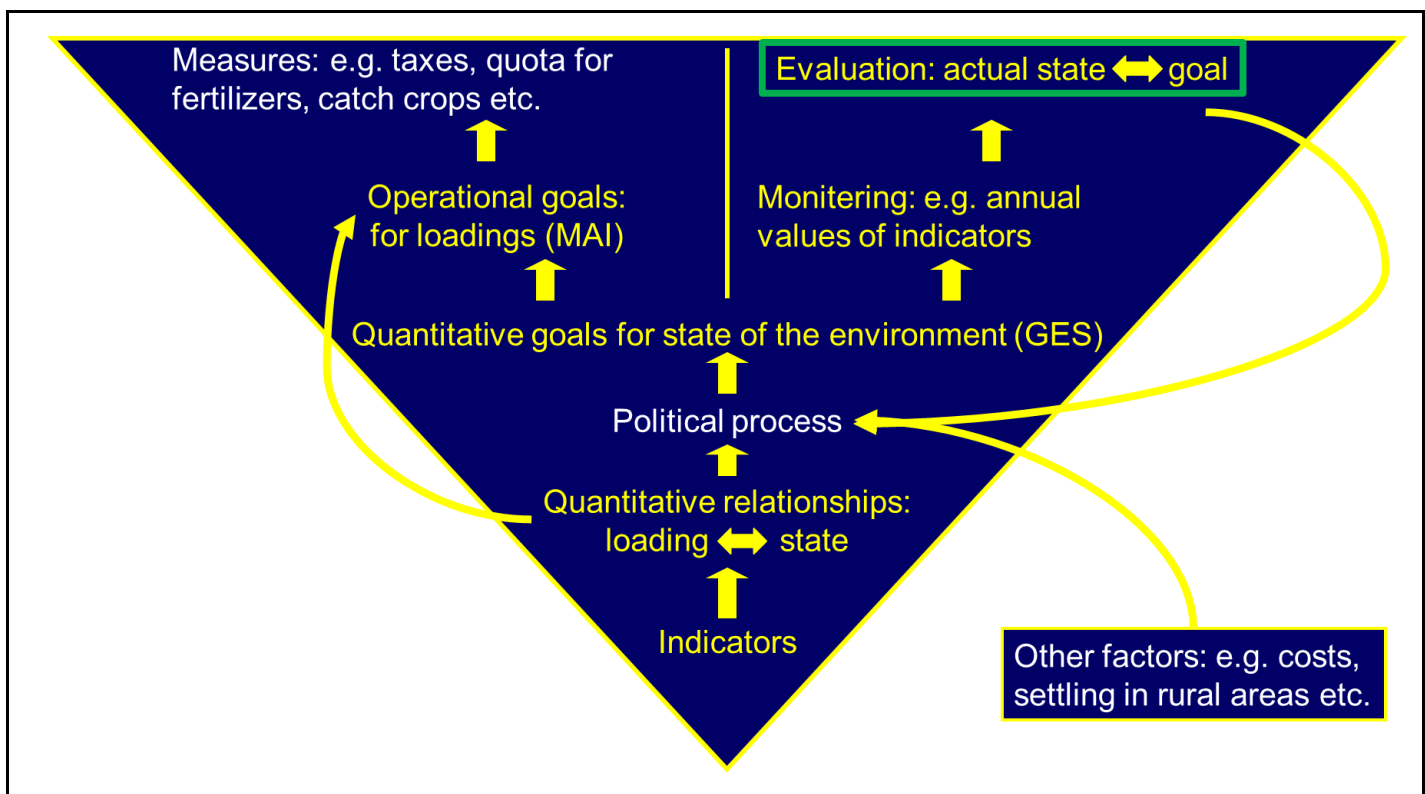 Measures: e.g. taxes, quota for
fertilizers, catch crops etc.
Evaluation: actual state goal
Operational goals:
for loadings (MAI)
Monitering: e.g. annual
values of indicators
Quantitative goals for state of the environment (GES)
Political process
Quantitative relationships:
loading state
Indicators
Other factors: e.g. costs,
settling in rural areas etc.